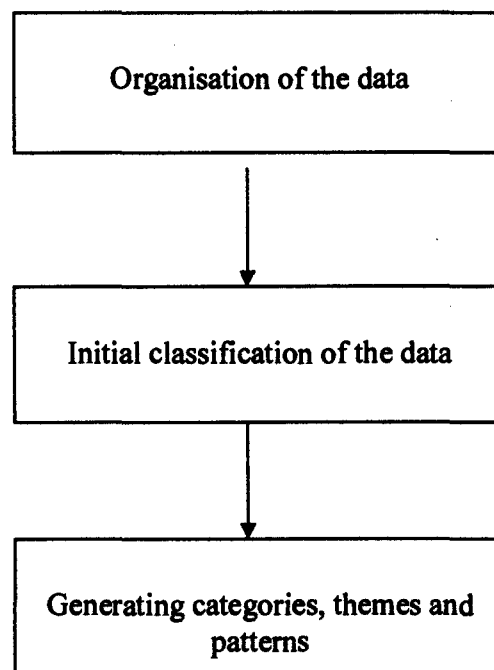 Organisation of the data
Initial classification of the data
Generating categories, themes and
patterns